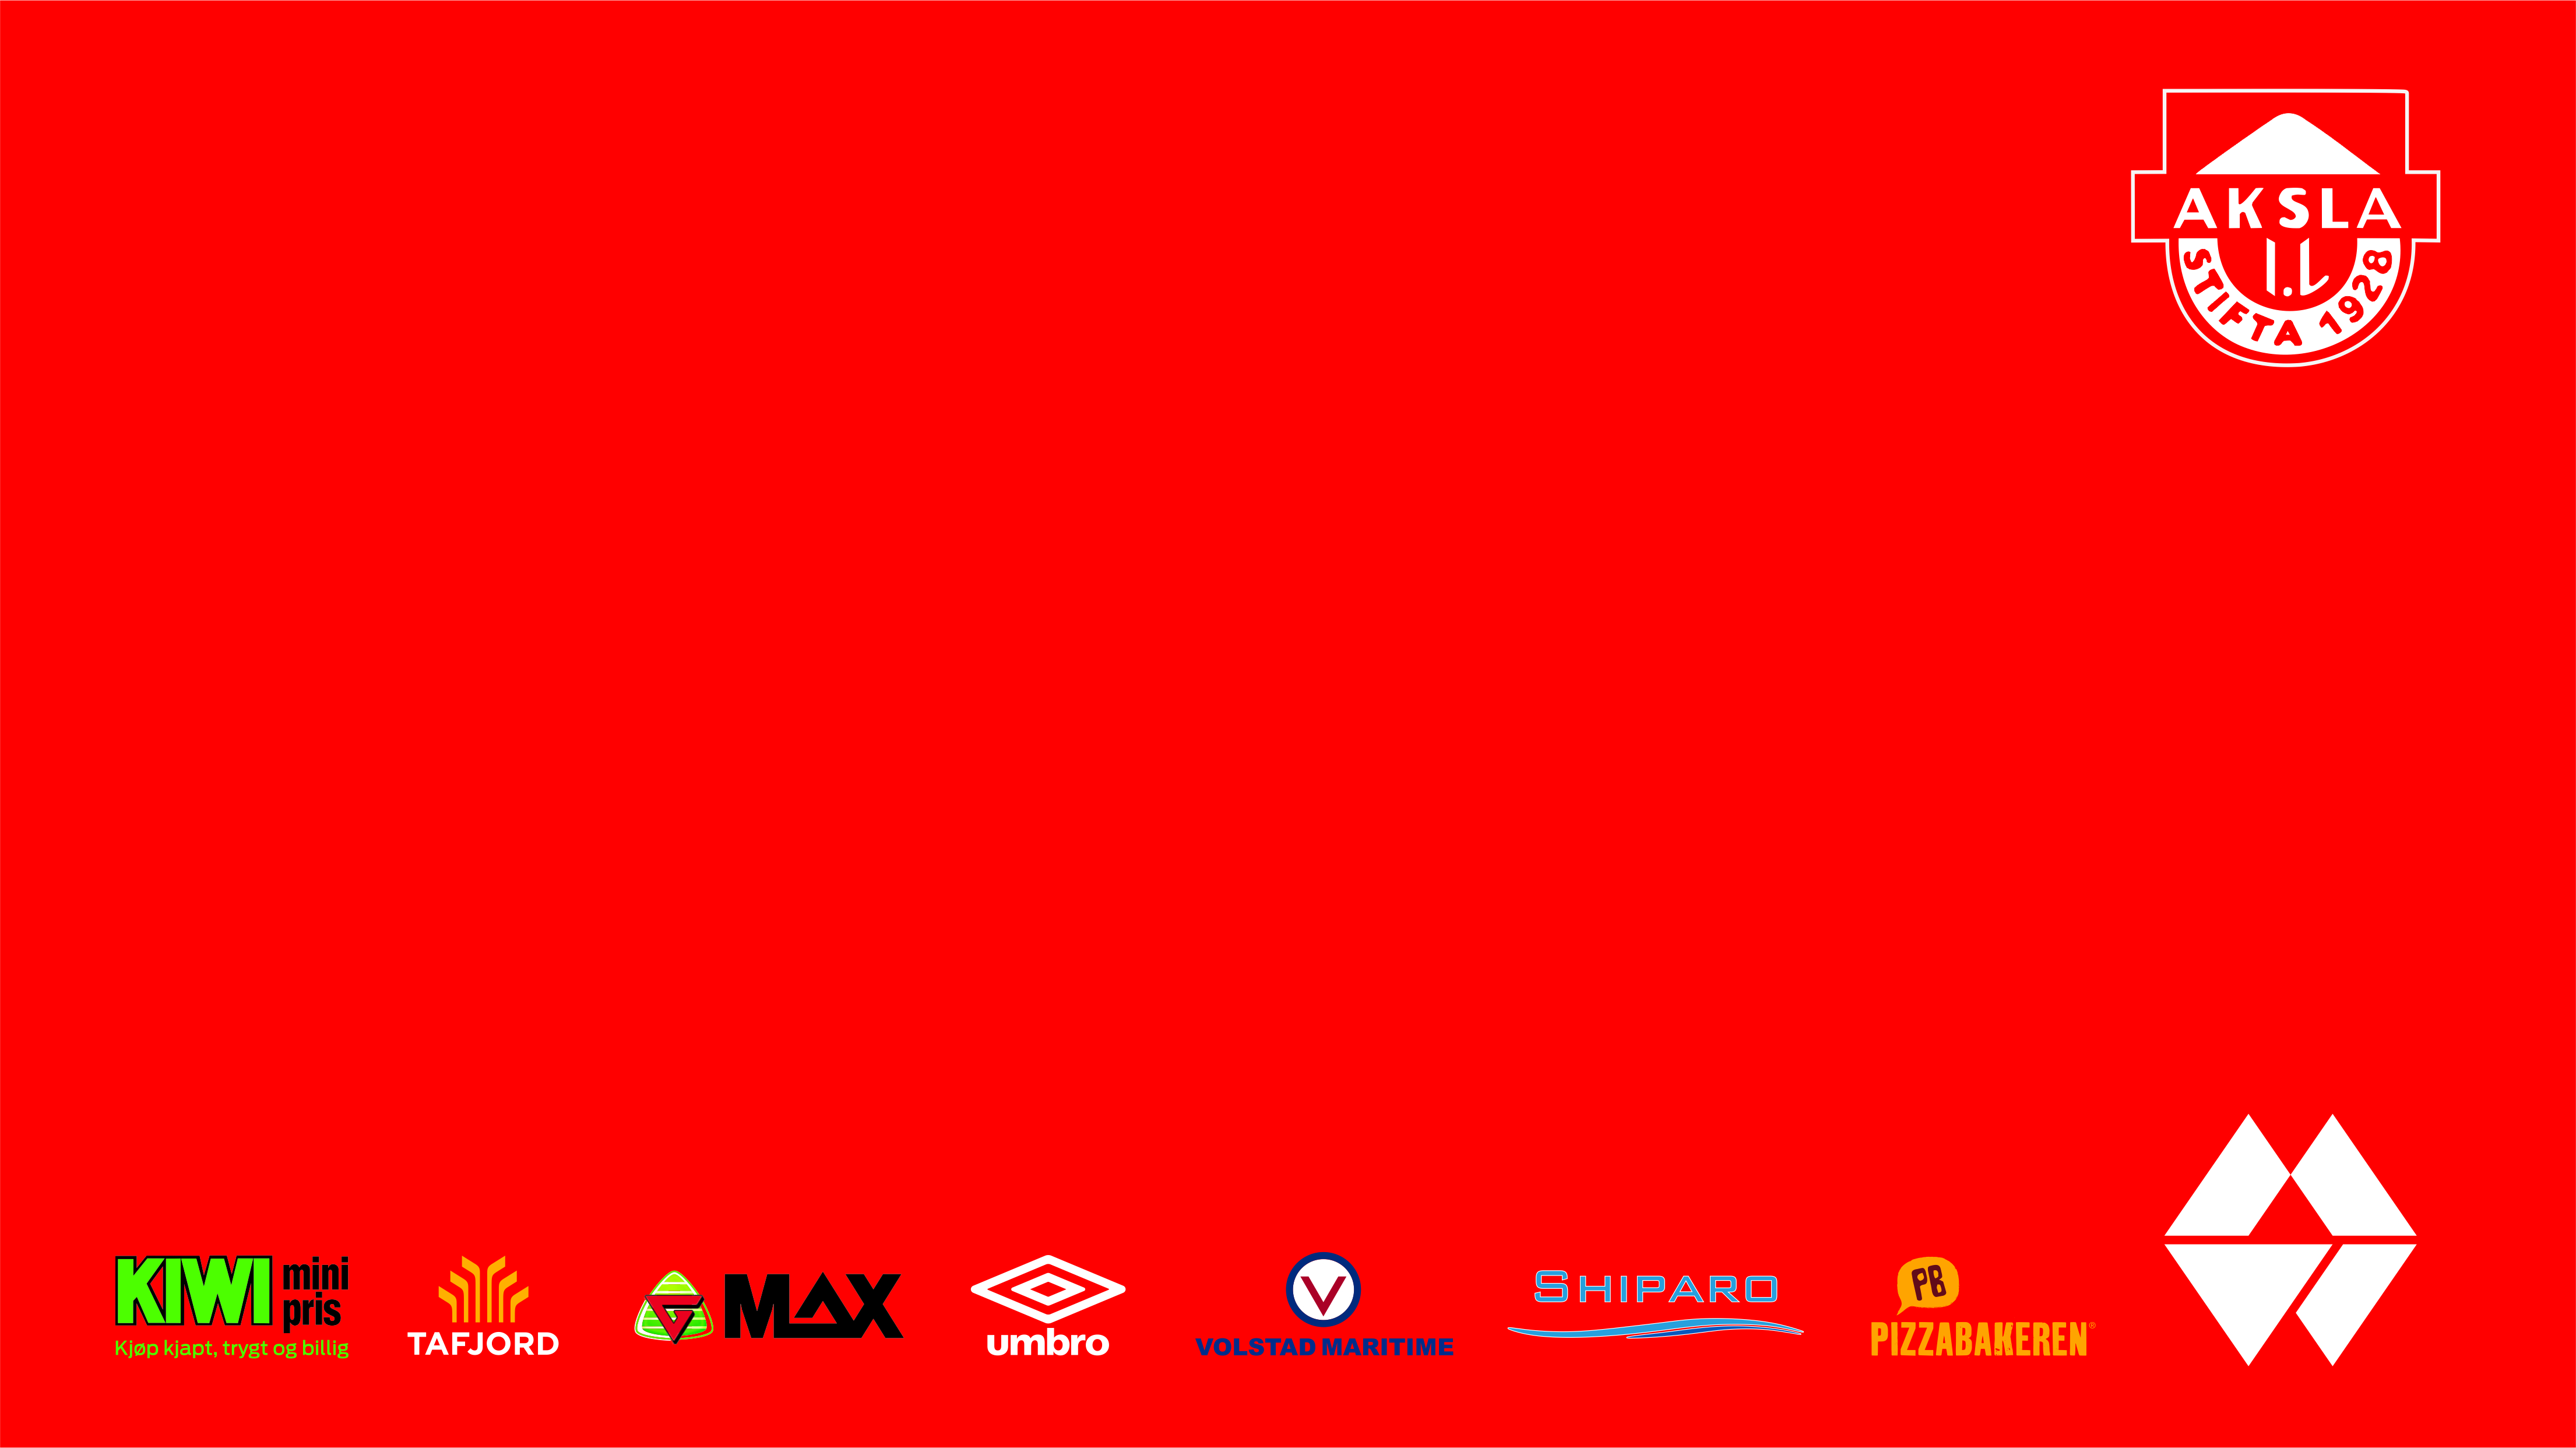 AKSLA
I.L
STIFTA 1928
KIWI mini pris
Kjøp kjapt, trygt og billig
TAFJORD
G MAX
umbro
V
VOLSTAD MARITIME
SHIPARO
PB
PIZZABAKEREN®